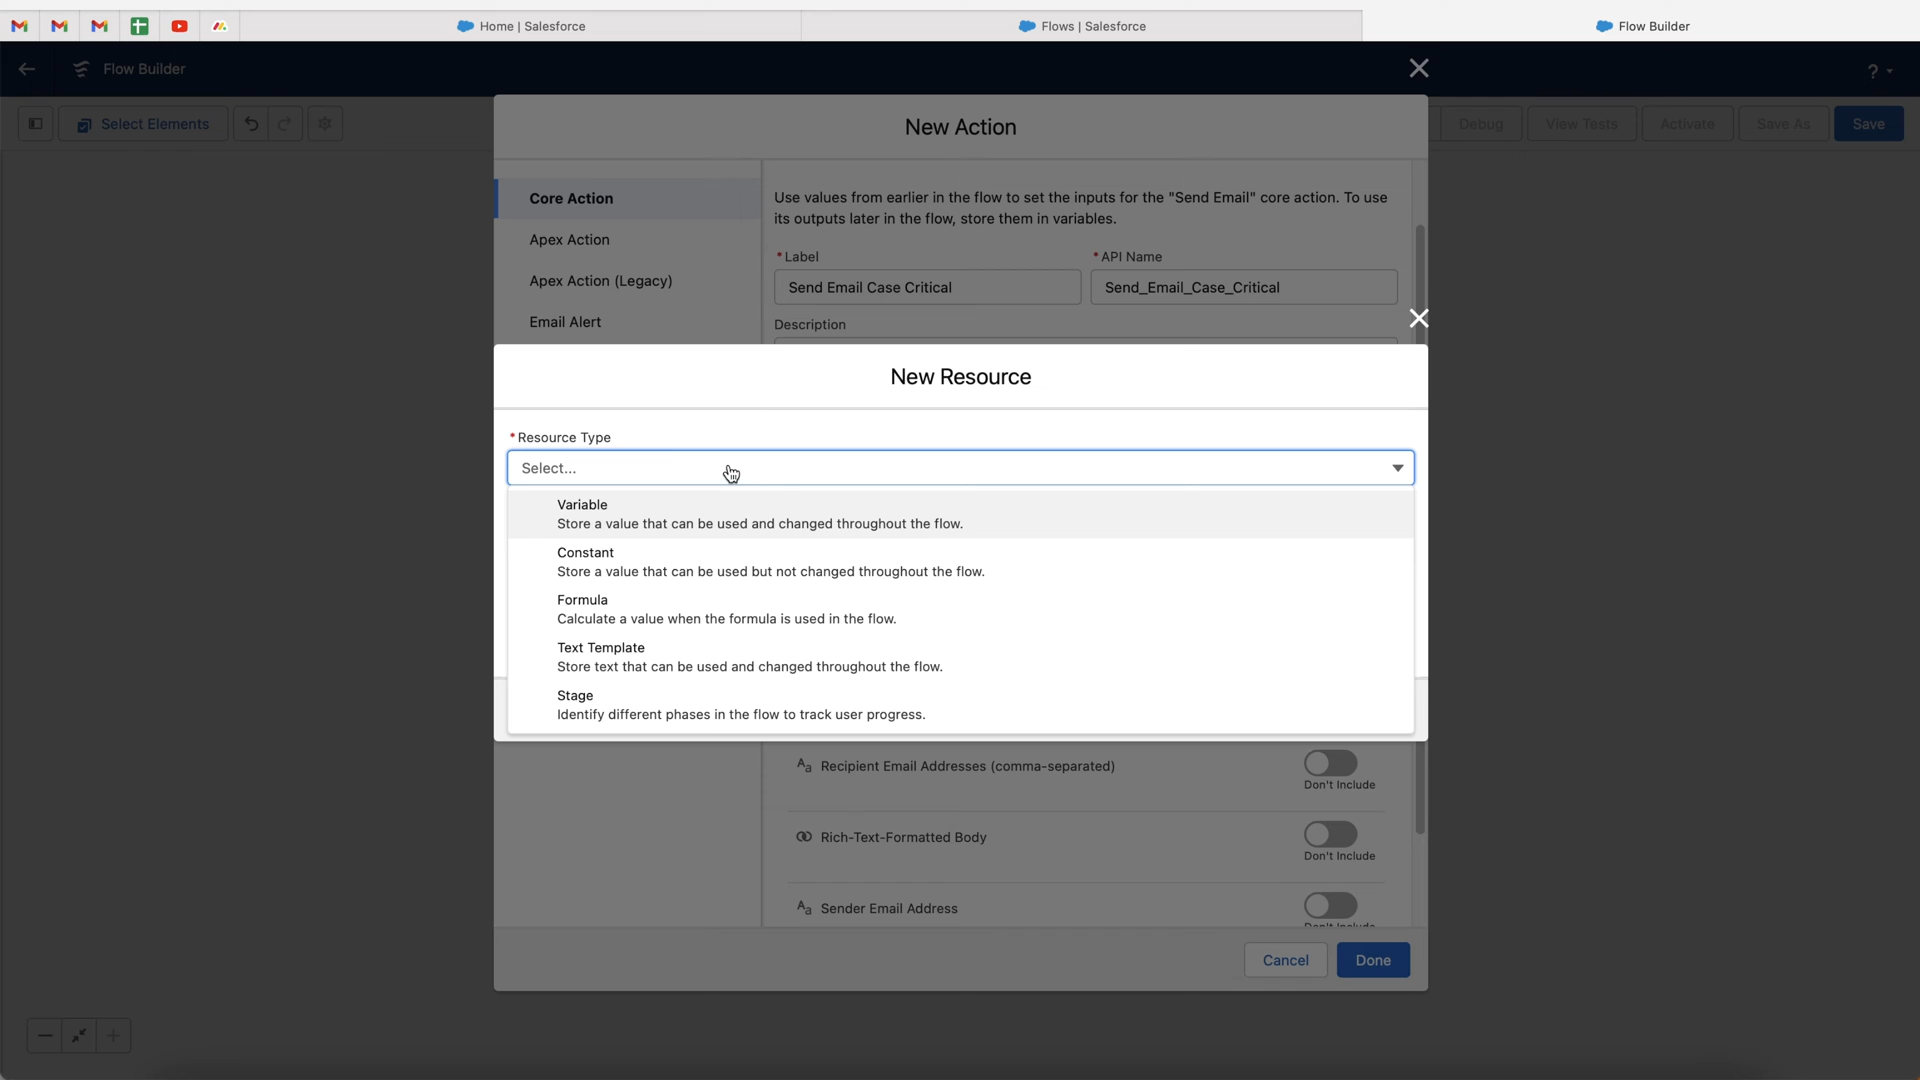 Home | Salesforce
Flows | Salesforce
Flow Builder
Flow Builder
?
Select Elements
Debug
View Tests
Activate
Save As
Save
New Action
Core Action
Apex Action
Apex Action (Legacy)
Email Alert
Use values from earlier in the flow to set the inputs for the "Send Email" core action. To use
its outputs later in the flow, store them in variables.
* Label
* API Name
Send Email Case Critical
Send_Email_Case_Critical
Description
New Resource
* Resource Type
Select...
Variable
Store a value that can be used and changed throughout the flow.
Constant
Store a value that can be used but not changed throughout the flow.
Formula
Calculate a value when the formula is used in the flow.
Text Template
Store text that can be used and changed throughout the flow.
Stage
Identify different phases in the flow to track user progress.
Aa Recipient Email Addresses (comma-separated)
Don't Include
Rich-Text-Formatted Body
Don't Include
Aa Sender Email Address
Don't Include
Cancel
Done